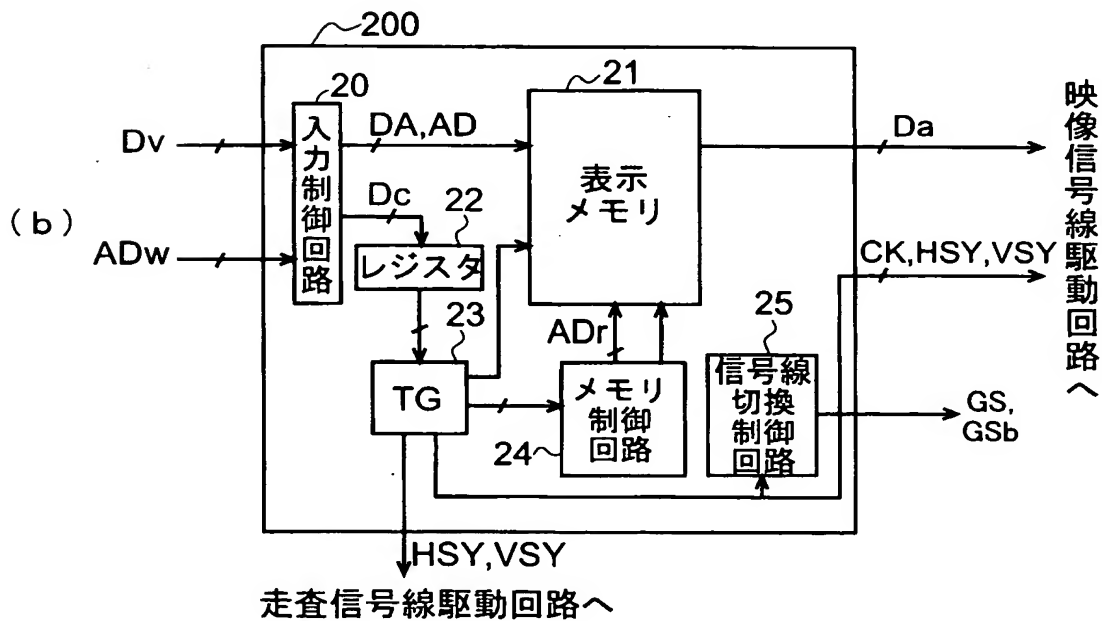 200
20
21
Dv
入力制御回路
DA,AD
表示
メモリ
Da
映像信号線駆動回路へ
(b)
Dc
22
ADw
レジスタ
CK,HSY,VSY
23
ADr
25
TG
メモリ
制御
回路
24
信号線
切換
制御
回路
GS,
GSb
HSY,VSY
走査信号線駆動回路へ